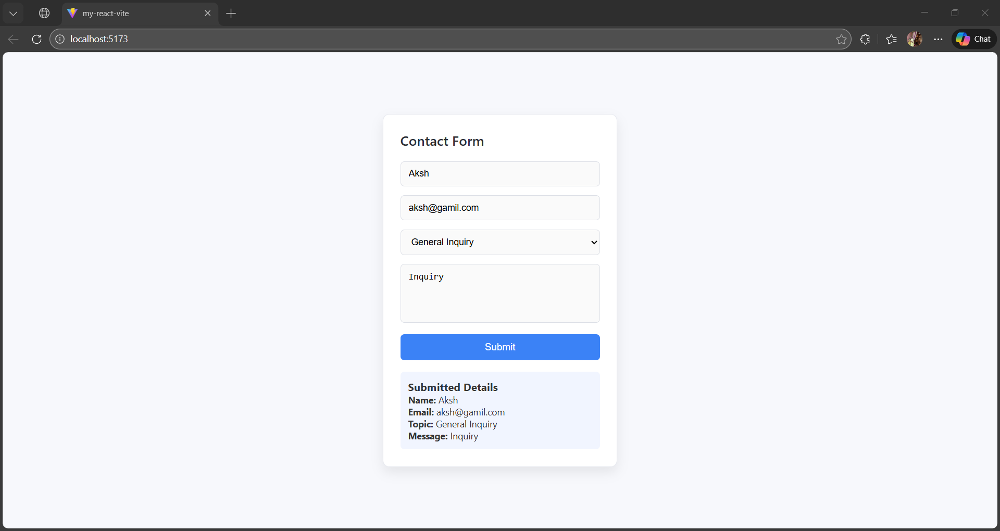 my-react-vite
localhost:5173
Chat
Contact Form
Aksh
aksh@gamil.com
General Inquiry
Inquiry
Submit
Submitted Details
Name: Aksh
Email: aksh@gamil.com
Topic: General Inquiry
Message: Inquiry